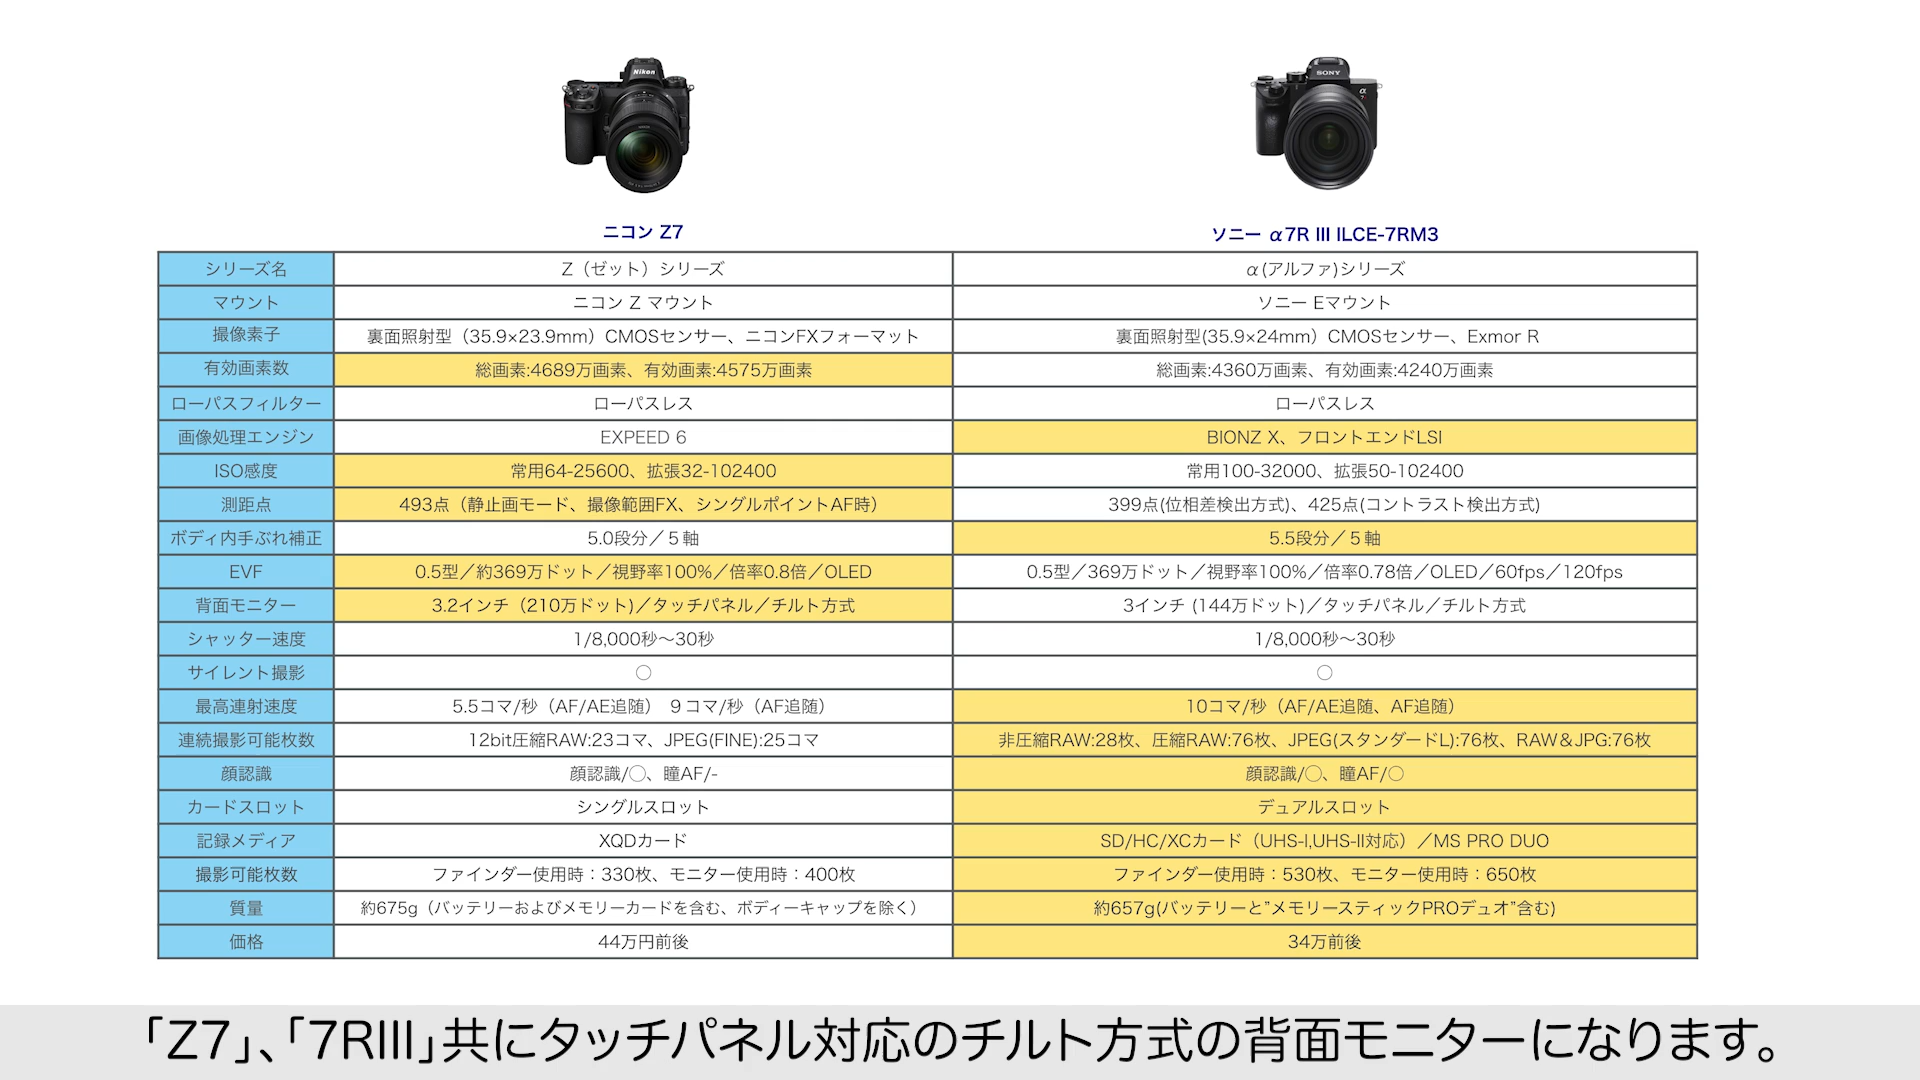 Nikon
SONY
α
7R
ニコン Z7
ソニー α7R III ILCE-7RM3
シリーズ名 Z（ゼット）シリーズ α(アルファ)シリーズ
マウント ニコン Z マウント ソニー Eマウント
撮像素子 裏面照射型（35.9×23.9mm）CMOSセンサー、ニコンFXフォーマット 裏面照射型(35.9×24mm）CMOSセンサー、Exmor R
有効画素数 総画素:4689万画素、有効画素:4575万画素 総画素:4360万画素、有効画素:4240万画素
ローパスフィルター ローパスレス ローパスレス
画像処理エンジン EXPEED 6 BIONZ X、フロントエンドLSI
ISO感度 常用64-25600、拡張32-102400 常用100-32000、拡張50-102400
測距点 493点（静止画モード、撮像範囲FX、シングルポイントAF時） 399点(位相差検出方式)、425点(コントラスト検出方式)
ボディ内手ぶれ補正 5.0段分／５軸 5.5段分／５軸
EVF 0.5型／約369万ドット／視野率100%／倍率0.8倍／OLED 0.5型／369万ドット／視野率100%／倍率0.78倍／OLED／60fps／120fps
背面モニター 3.2インチ（210万ドット)／タッチパネル／チルト方式 3インチ (144万ドット)／タッチパネル／チルト方式
シャッター速度 1/8,000秒〜30秒 1/8,000秒〜30秒
サイレント撮影 ○ ○
最高連射速度 5.5コマ/秒（AF/AE追随） ９コマ/秒（AF追随） 10コマ/秒（AF/AE追随、AF追随）
連続撮影可能枚数 12bit圧縮RAW:23コマ、JPEG(FINE):25コマ 非圧縮RAW:28枚、圧縮RAW:76枚、JPEG(スタンダードL):76枚、RAW＆JPG:76枚
顔認識 顔認識/○、瞳AF/- 顔認識/○、瞳AF/○
カードスロット シングルスロット デュアルスロット
記録メディア XQDカード SD/HC/XCカード（UHS-I,UHS-II対応）／MS PRO DUO
撮影可能枚数 ファインダー使用時：330枚、モニター使用時：400枚 ファインダー使用時：530枚、モニター使用時：650枚
質量 約675g（バッテリーおよびメモリーカードを含む、ボディーキャップを除く） 約657g(バッテリーと”メモリースティックPROデュオ”含む)
価格 44万円前後 34万前後
「Z7」、「7RIII」共にタッチパネル対応のチルト方式の背面モニターになります。